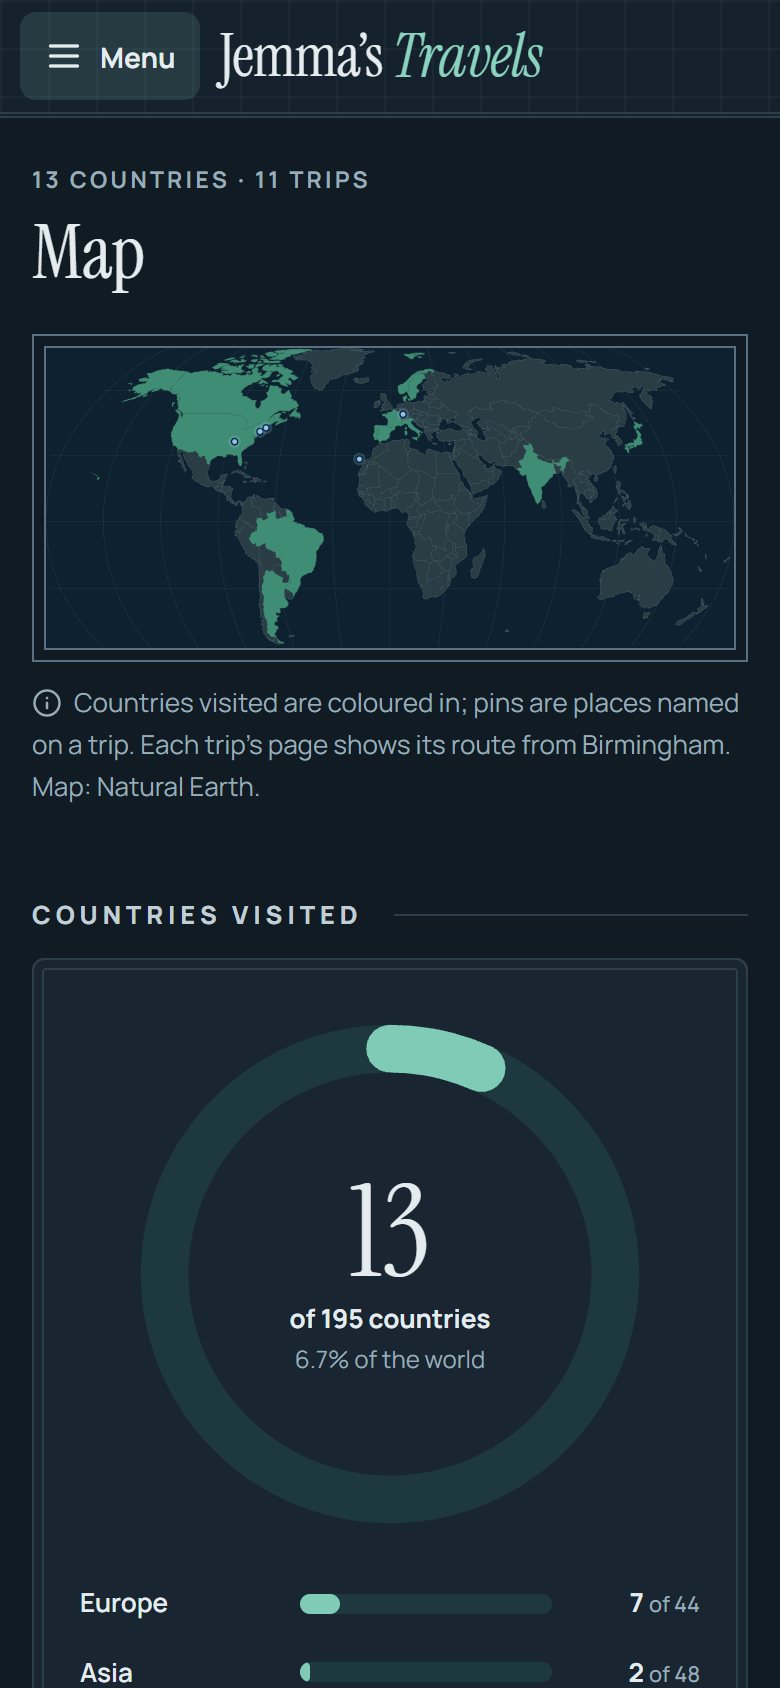 Menu
Jemma’s Travels
13 COUNTRIES · 11 TRIPS
Map
Countries visited are coloured in; pins are places named
on a trip. Each trip’s page shows its route from Birmingham.
Map: Natural Earth.
COUNTRIES VISITED
13
of 195 countries
6.7% of the world
Europe 7 of 44
Asia 2 of 48